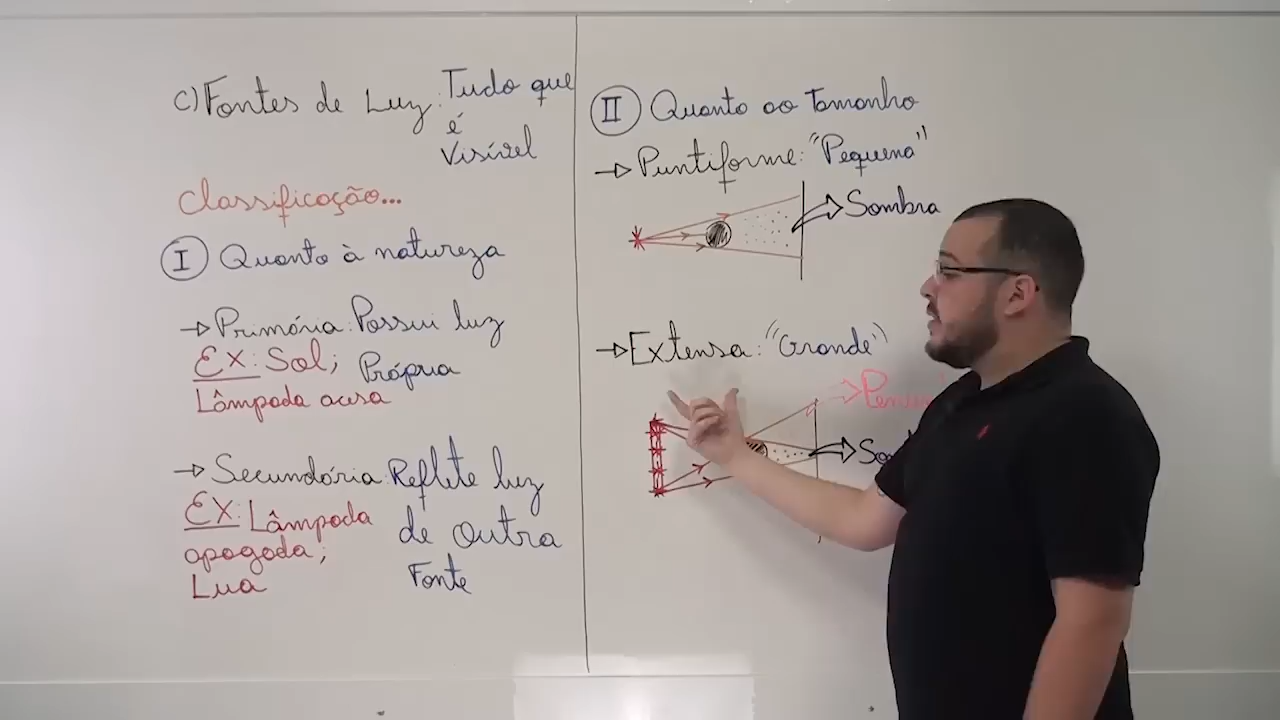 C) Fontes de Luz: Tudo que
é
Visível
Classificação...
I Quanto à natureza
→ Primária: Possui luz
Própria
EX: Sol;
Lâmpada acesa
→ Secundária: Reflete luz
de outra
Fonte
EX: Lâmpada
apagada;
Lua
II Quanto ao Tamanho
→ Puntiforme: "Pequena"
Sombra
→ Extensa: "Grande"